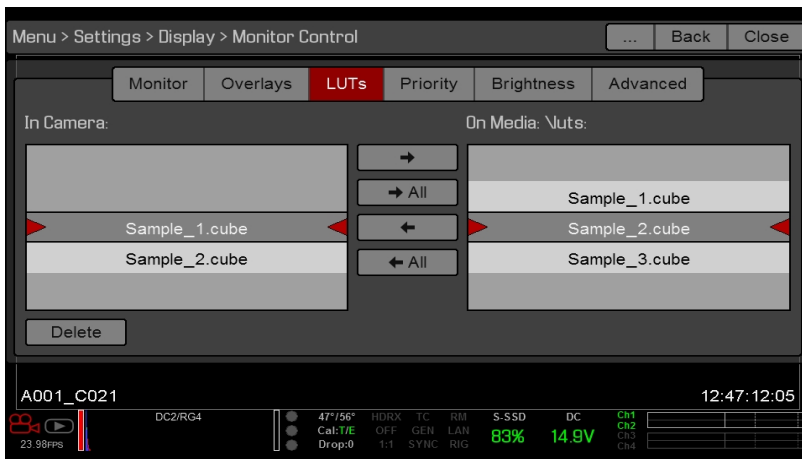 Menu > Settings > Display > Monitor Control ... Back Close
Monitor Overlays LUTs Priority Brightness Advanced
In Camera: On Media: \luts:
→
→ All
←
← All
Sample_1.cube
Sample_2.cube
Sample_1.cube
Sample_2.cube
Sample_3.cube
Delete
A001_C021 12:47:12:05
DC2/RG4 47°/56° HDRX TC RM S-SSD DC Ch1
Cal:T/E OFF GEN LAN 83% 14.9V Ch2
23.98FPS Drop:0 1:1 SYNC RIG Ch3
Ch4